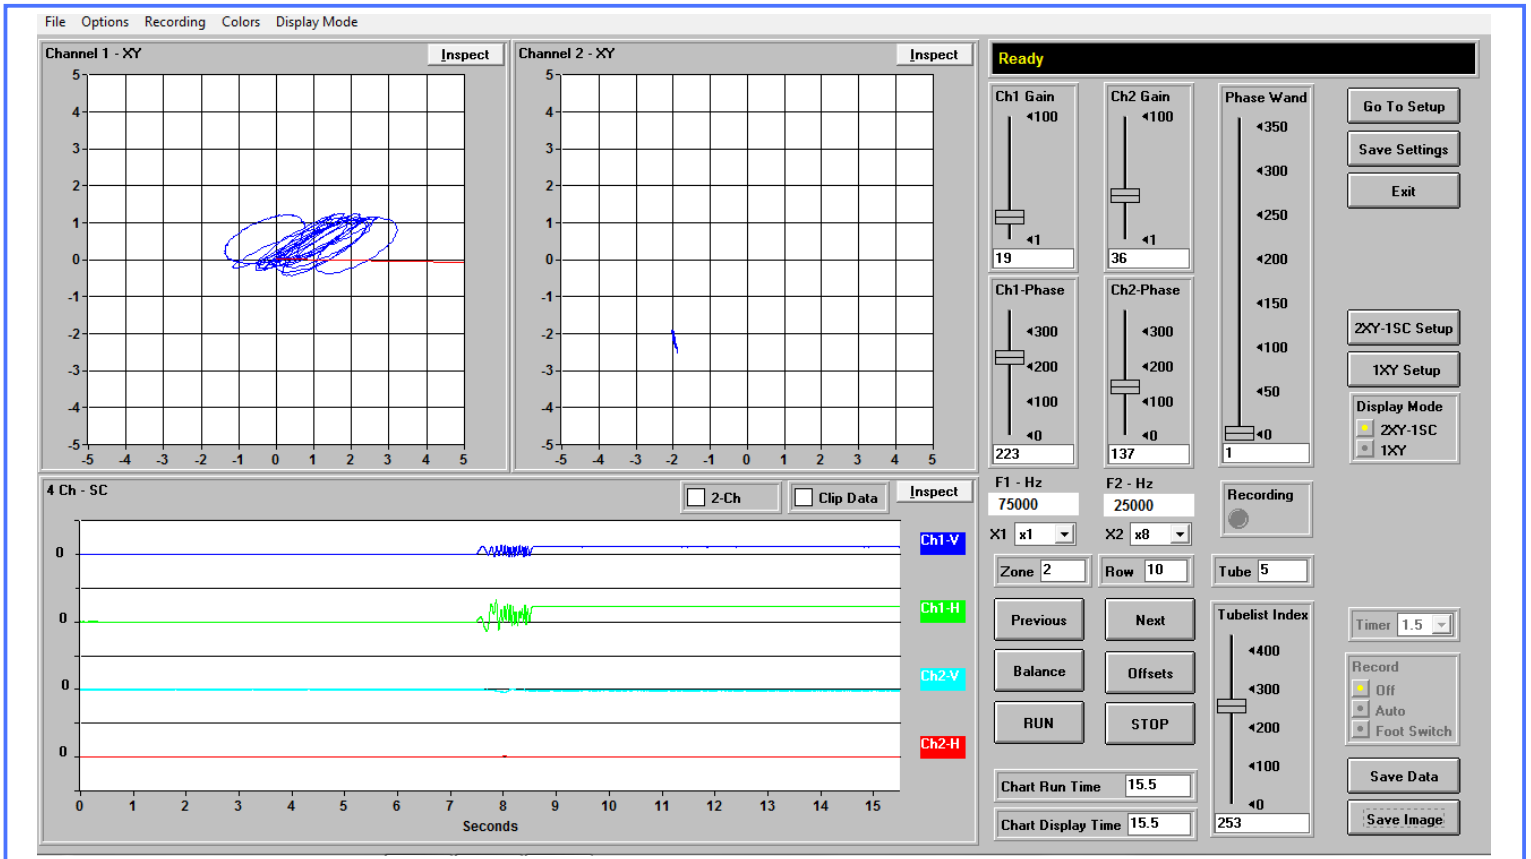 File Options Recording Colors Display Mode
Channel 1 - XY
Inspect
5
4
3
2
1
0
-1
-2
-3
-4
-5
-5 -4 -3 -2 -1 0 1 2 3 4 5
Channel 2 - XY
Inspect
5
4
3
2
1
0
-1
-2
-3
-4
-5
-5 -4 -3 -2 -1 0 1 2 3 4 5
4 Ch - SC
2-Ch
Clip Data
Inspect
0
0
0
0
Ch1-V
Ch1-H
Ch2-V
Ch2-H
0 1 2 3 4 5 6 7 8 9 10 11 12 13 14 15
Seconds
Ready
Ch1 Gain
100
1
19
Ch2 Gain
100
1
36
Phase Wand
350
300
250
200
150
100
50
0
1
Ch1-Phase
300
200
100
0
223
Ch2-Phase
300
200
100
0
137
Go To Setup
Save Settings
Exit
2XY-1SC Setup
1XY Setup
Display Mode
2XY-1SC
1XY
F1 - Hz
75000
F2 - Hz
25000
Recording
X1 x1
X2 x8
Zone 2
Row 10
Tube 5
Previous
Next
Balance
Offsets
RUN
STOP
Tubelist Index
400
300
200
100
0
253
Timer 1.5
Record
Off
Auto
Foot Switch
Chart Run Time 15.5
Chart Display Time 15.5
Save Data
Save Image